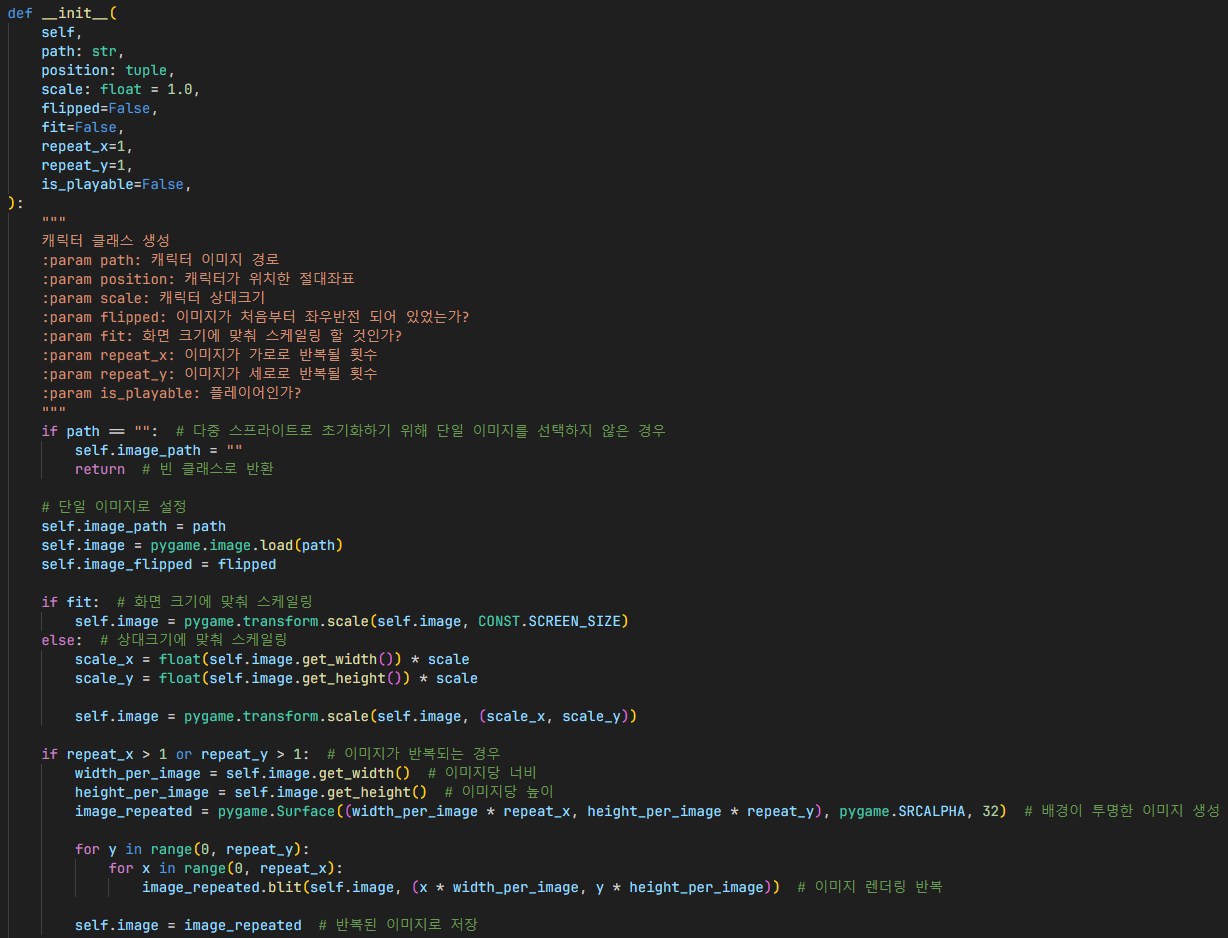 def __init__(
    self,
    path: str,
    position: tuple,
    scale: float = 1.0,
    flipped=False,
    fit=False,
    repeat_x=1,
    repeat_y=1,
    is_playable=False,
):
    """
    캐릭터 클래스 생성
    :param path: 캐릭터 이미지 경로
    :param position: 캐릭터가 위치한 절대좌표
    :param scale: 캐릭터 상대크기
    :param flipped: 이미지가 처음부터 좌우반전 되어 있었는가?
    :param fit: 화면 크기에 맞춰 스케일링 할 것인가?
    :param repeat_x: 이미지가 가로로 반복될 횟수
    :param repeat_y: 이미지가 세로로 반복될 횟수
    :param is_playable: 플레이어인가?
    """
    if path == "":  # 다중 스프라이트로 초기화하기 위해 단일 이미지를 선택하지 않은 경우
        self.image_path = ""
        return  # 빈 클래스로 반환

    # 단일 이미지로 설정
    self.image_path = path
    self.image = pygame.image.load(path)
    self.image_flipped = flipped

    if fit:  # 화면 크기에 맞춰 스케일링
        self.image = pygame.transform.scale(self.image, CONST.SCREEN_SIZE)
    else:  # 상대크기에 맞춰 스케일링
        scale_x = float(self.image.get_width()) * scale
        scale_y = float(self.image.get_height()) * scale

        self.image = pygame.transform.scale(self.image, (scale_x, scale_y))

    if repeat_x > 1 or repeat_y > 1:  # 이미지가 반복되는 경우
        width_per_image = self.image.get_width()  # 이미지당 너비
        height_per_image = self.image.get_height()  # 이미지당 높이
        image_repeated = pygame.Surface((width_per_image * repeat_x, height_per_image * repeat_y), pygame.SRCALPHA, 32)  # 배경이 투명한 이미지 생성

        for y in range(0, repeat_y):
            for x in range(0, repeat_x):
                image_repeated.blit(self.image, (x * width_per_image, y * height_per_image))  # 이미지 렌더링 반복

        self.image = image_repeated  # 반복된 이미지로 저장